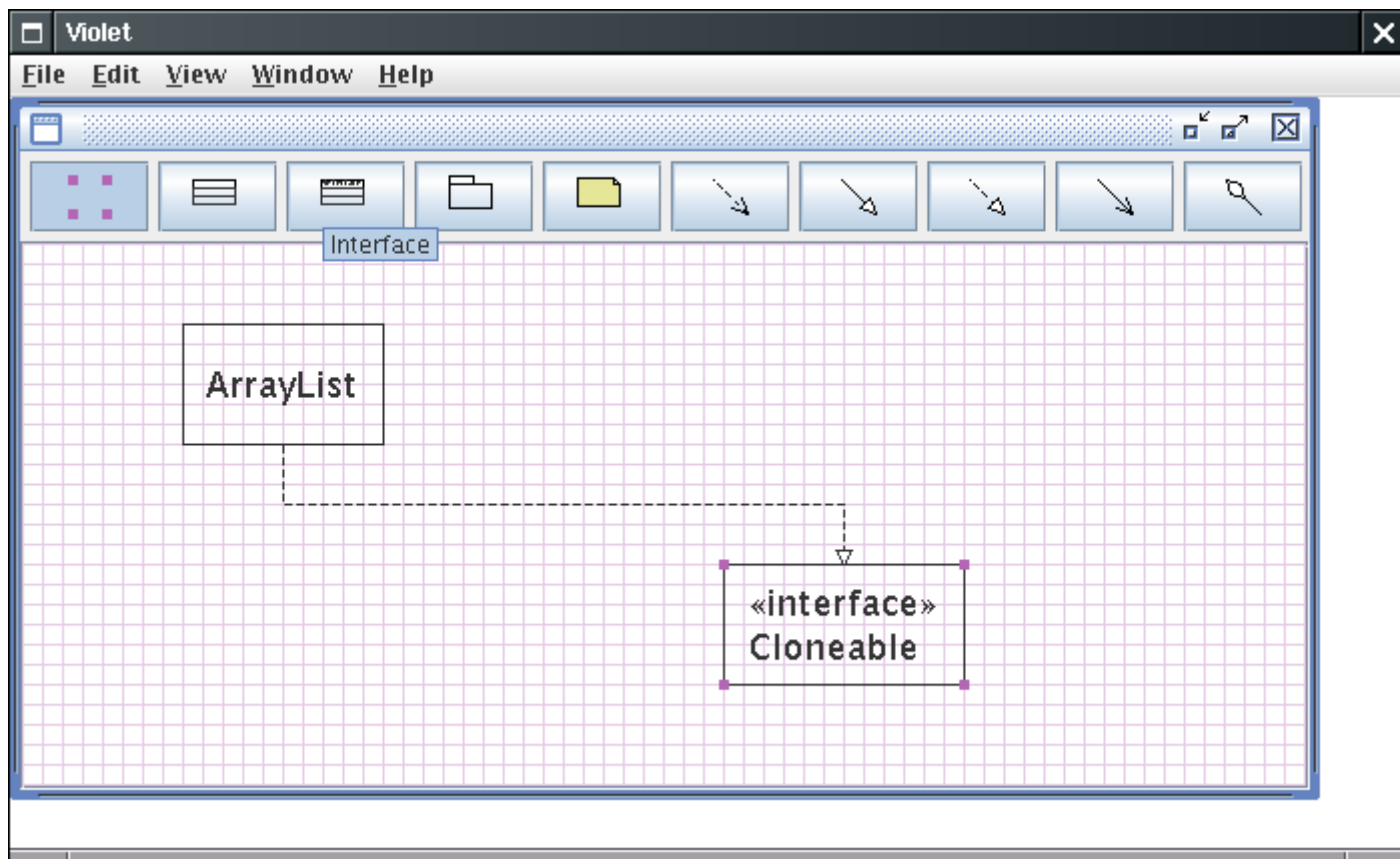 Violet
File Edit View Window Help
Interface
ArrayList
«interface»
Cloneable